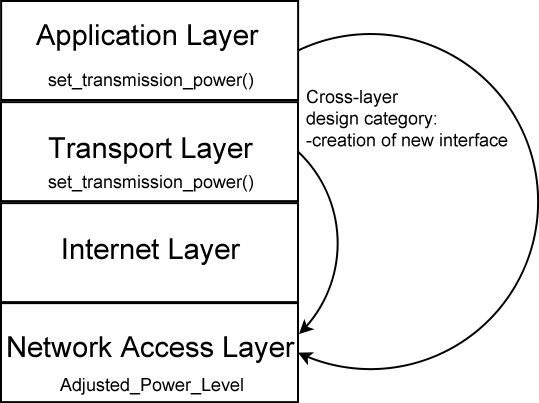 Application Layer
set_transmission_power()
Cross-layer
design category:
-creation of new interface
Transport Layer
set_transmission_power()
Internet Layer
Network Access Layer
Adjusted_Power_Level